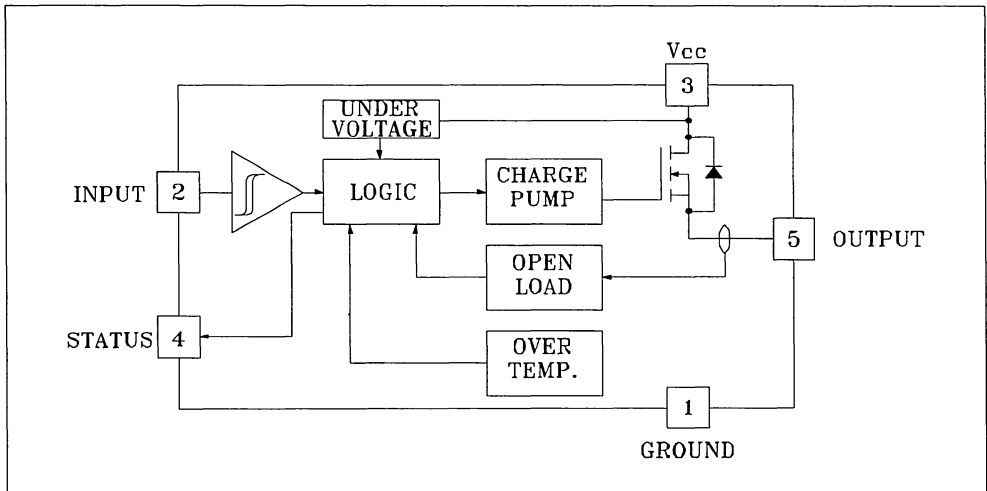 Vcc
3
UNDER
VOLTAGE
INPUT
2
LOGIC
CHARGE
PUMP
5
OUTPUT
OPEN
LOAD
STATUS
4
OVER
TEMP.
1
GROUND